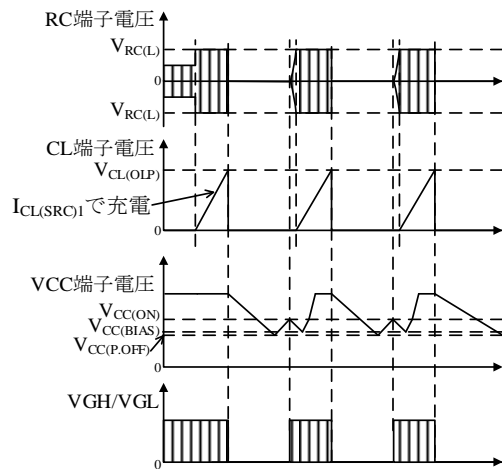 RC端子電圧
VRC(L)
0
VRC(L)
CL端子電圧
VCL(OLP)
ICL(SRC)1で充電
0
VCC端子電圧
VCC(ON)
VCC(BIAS)
VCC(P.OFF)
0
VGH/VGL
0